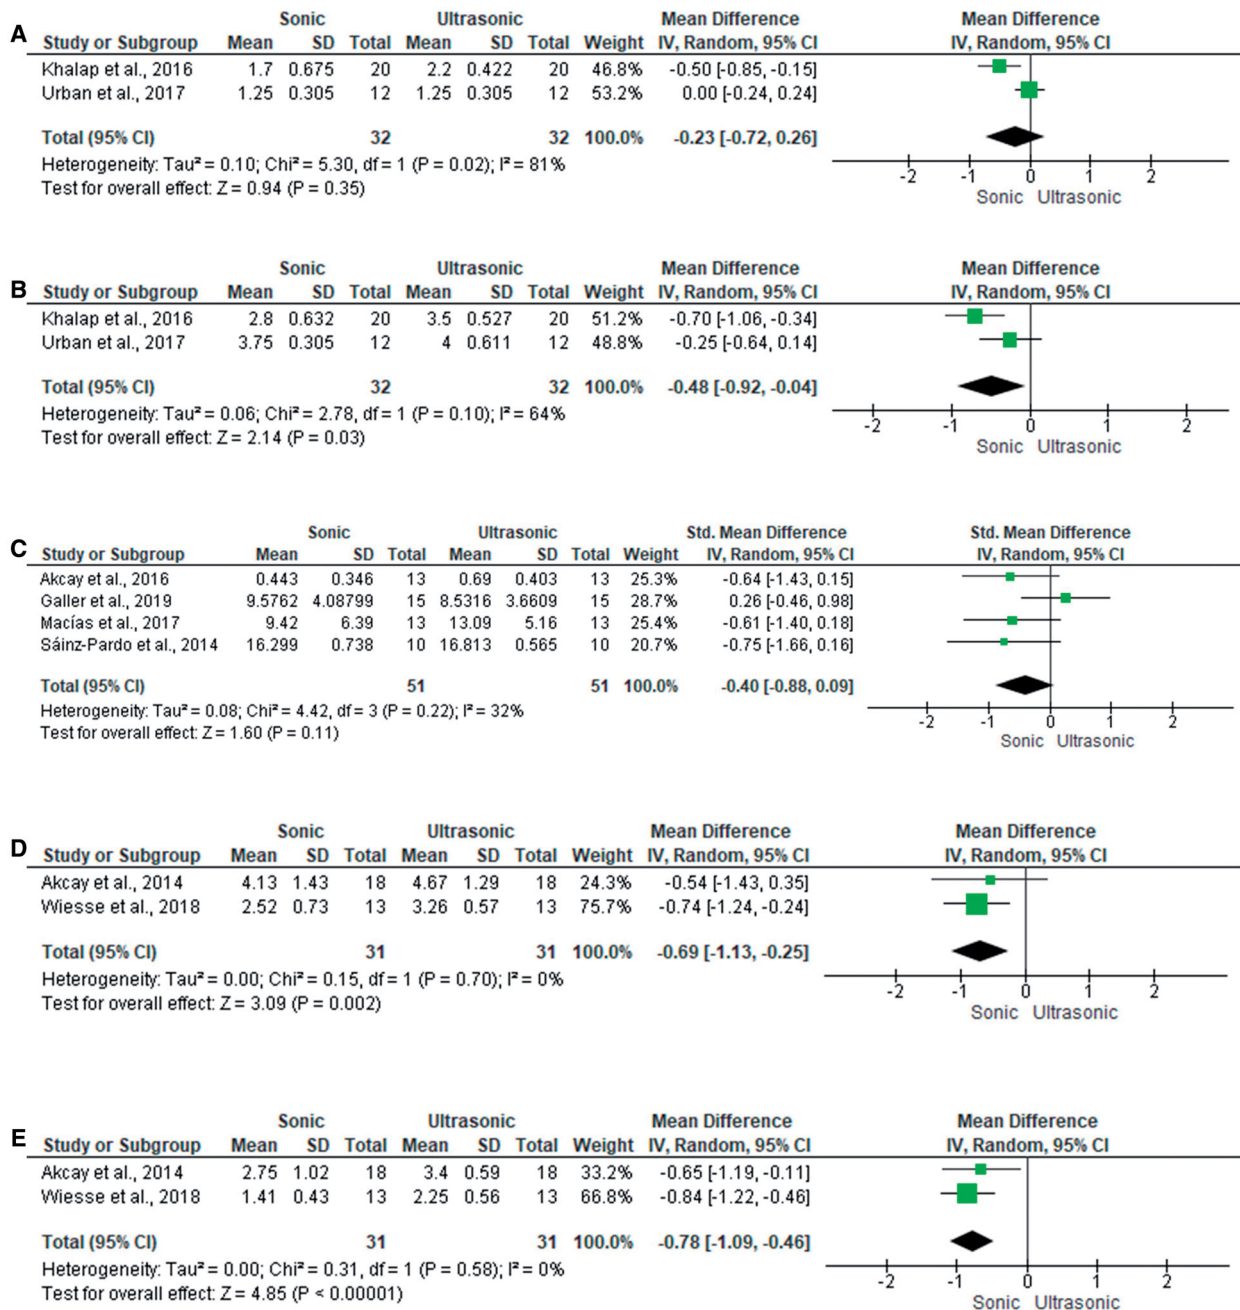 A
Sonic Ultrasonic Mean Difference Mean Difference
Study or Subgroup Mean SD Total Mean SD Total Weight IV, Random, 95% CI IV, Random, 95% CI
Khalap et al., 2016 1.7 0.675 20 2.2 0.422 20 46.8% -0.50 [-0.85, -0.15]
Urban et al., 2017 1.25 0.305 12 1.25 0.305 12 53.2% 0.00 [-0.24, 0.24]
Total (95% CI) 32 32 100.0% -0.23 [-0.72, 0.26]
Heterogeneity: Tau² = 0.10; Chi² = 5.30, df = 1 (P = 0.02); I² = 81%
Test for overall effect: Z = 0.94 (P = 0.35)
-2 -1 0 1 2
Sonic Ultrasonic
B
Sonic Ultrasonic Mean Difference Mean Difference
Study or Subgroup Mean SD Total Mean SD Total Weight IV, Random, 95% CI IV, Random, 95% CI
Khalap et al., 2016 2.8 0.632 20 3.5 0.527 20 51.2% -0.70 [-1.06, -0.34]
Urban et al., 2017 3.75 0.305 12 4 0.611 12 48.8% -0.25 [-0.64, 0.14]
Total (95% CI) 32 32 100.0% -0.48 [-0.92, -0.04]
Heterogeneity: Tau² = 0.06; Chi² = 2.78, df = 1 (P = 0.10); I² = 64%
Test for overall effect: Z = 2.14 (P = 0.03)
-2 -1 0 1 2
Sonic Ultrasonic
C
Sonic Ultrasonic Std. Mean Difference Std. Mean Difference
Study or Subgroup Mean SD Total Mean SD Total Weight IV, Random, 95% CI IV, Random, 95% CI
Akcay et al., 2016 0.443 0.346 13 0.69 0.403 13 25.3% -0.64 [-1.43, 0.15]
Galler et al., 2019 9.5762 4.08799 15 8.5316 3.6609 15 28.7% 0.26 [-0.46, 0.98]
Macías et al., 2017 9.42 6.39 13 13.09 5.16 13 25.4% -0.61 [-1.40, 0.18]
Sáinz-Pardo et al., 2014 16.299 0.738 10 16.813 0.565 10 20.7% -0.75 [-1.66, 0.16]
Total (95% CI) 51 51 100.0% -0.40 [-0.88, 0.09]
Heterogeneity: Tau² = 0.08; Chi² = 4.42, df = 3 (P = 0.22); I² = 32%
Test for overall effect: Z = 1.60 (P = 0.11)
-2 -1 0 1 2
Sonic Ultrasonic
D
Sonic Ultrasonic Mean Difference Mean Difference
Study or Subgroup Mean SD Total Mean SD Total Weight IV, Random, 95% CI IV, Random, 95% CI
Akcay et al., 2014 4.13 1.43 18 4.67 1.29 18 24.3% -0.54 [-1.43, 0.35]
Wiesse et al., 2018 2.52 0.73 13 3.26 0.57 13 75.7% -0.74 [-1.24, -0.24]
Total (95% CI) 31 31 100.0% -0.69 [-1.13, -0.25]
Heterogeneity: Tau² = 0.00; Chi² = 0.15, df = 1 (P = 0.70); I² = 0%
Test for overall effect: Z = 3.09 (P = 0.002)
-2 -1 0 1 2
Sonic Ultrasonic
E
Sonic Ultrasonic Mean Difference Mean Difference
Study or Subgroup Mean SD Total Mean SD Total Weight IV, Random, 95% CI IV, Random, 95% CI
Akcay et al., 2014 2.75 1.02 18 3.4 0.59 18 33.2% -0.65 [-1.19, -0.11]
Wiesse et al., 2018 1.41 0.43 13 2.25 0.56 13 66.8% -0.84 [-1.22, -0.46]
Total (95% CI) 31 31 100.0% -0.78 [-1.09, -0.46]
Heterogeneity: Tau² = 0.00; Chi² = 0.31, df = 1 (P = 0.58); I² = 0%
Test for overall effect: Z = 4.85 (P < 0.00001)
-2 -1 0 1 2
Sonic Ultrasonic